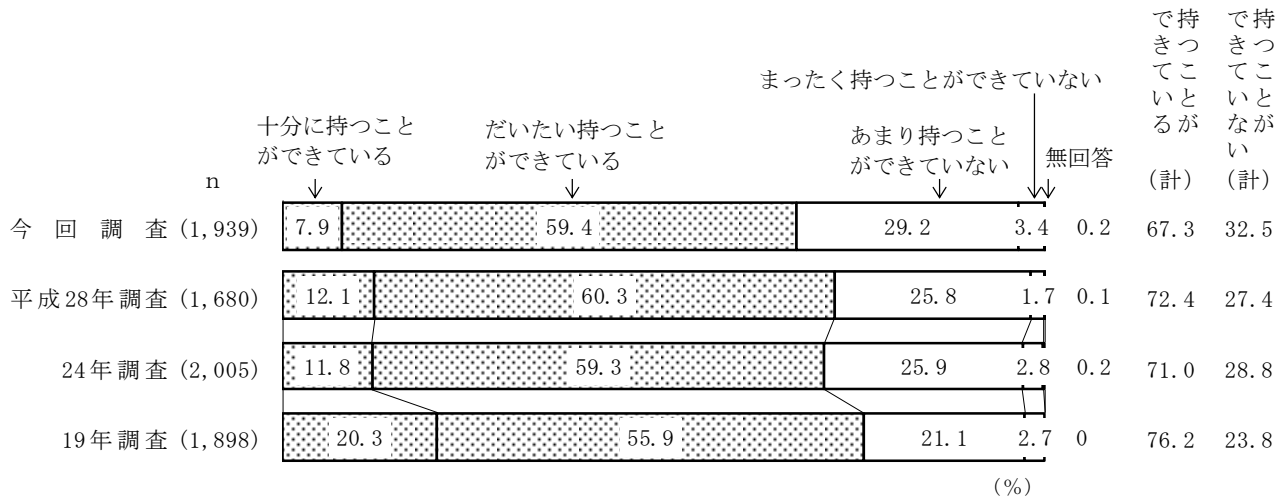 持つことが
できている
（計）
持つことが
できていない
（計）
まったく持つことができていない
十分に持つこと
ができている
だいたい持つこと
ができている
あまり持つこと
ができていない
無回答
n
今回調査 (1,939) 7.9 59.4 29.2 3.4 0.2 67.3 32.5
平成28年調査 (1,680) 12.1 60.3 25.8 1.7 0.1 72.4 27.4
24年調査 (2,005) 11.8 59.3 25.9 2.8 0.2 71.0 28.8
19年調査 (1,898) 20.3 55.9 21.1 2.7 0 76.2 23.8
(%)